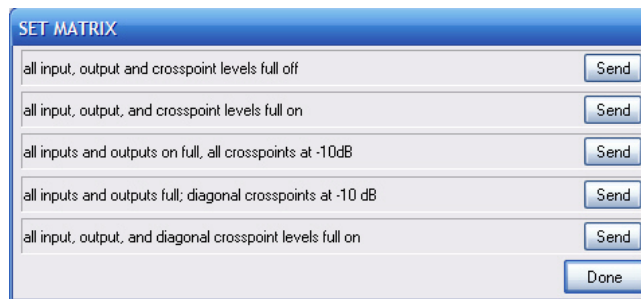 SET MATRIX
all input, output and crosspoint levels full off Send
all input, output, and crosspoint levels full on Send
all inputs and outputs on full, all crosspoints at -10dB Send
all inputs and outputs full; diagonal crosspoints at -10 dB Send
all input, output, and diagonal crosspoint levels full on Send
Done